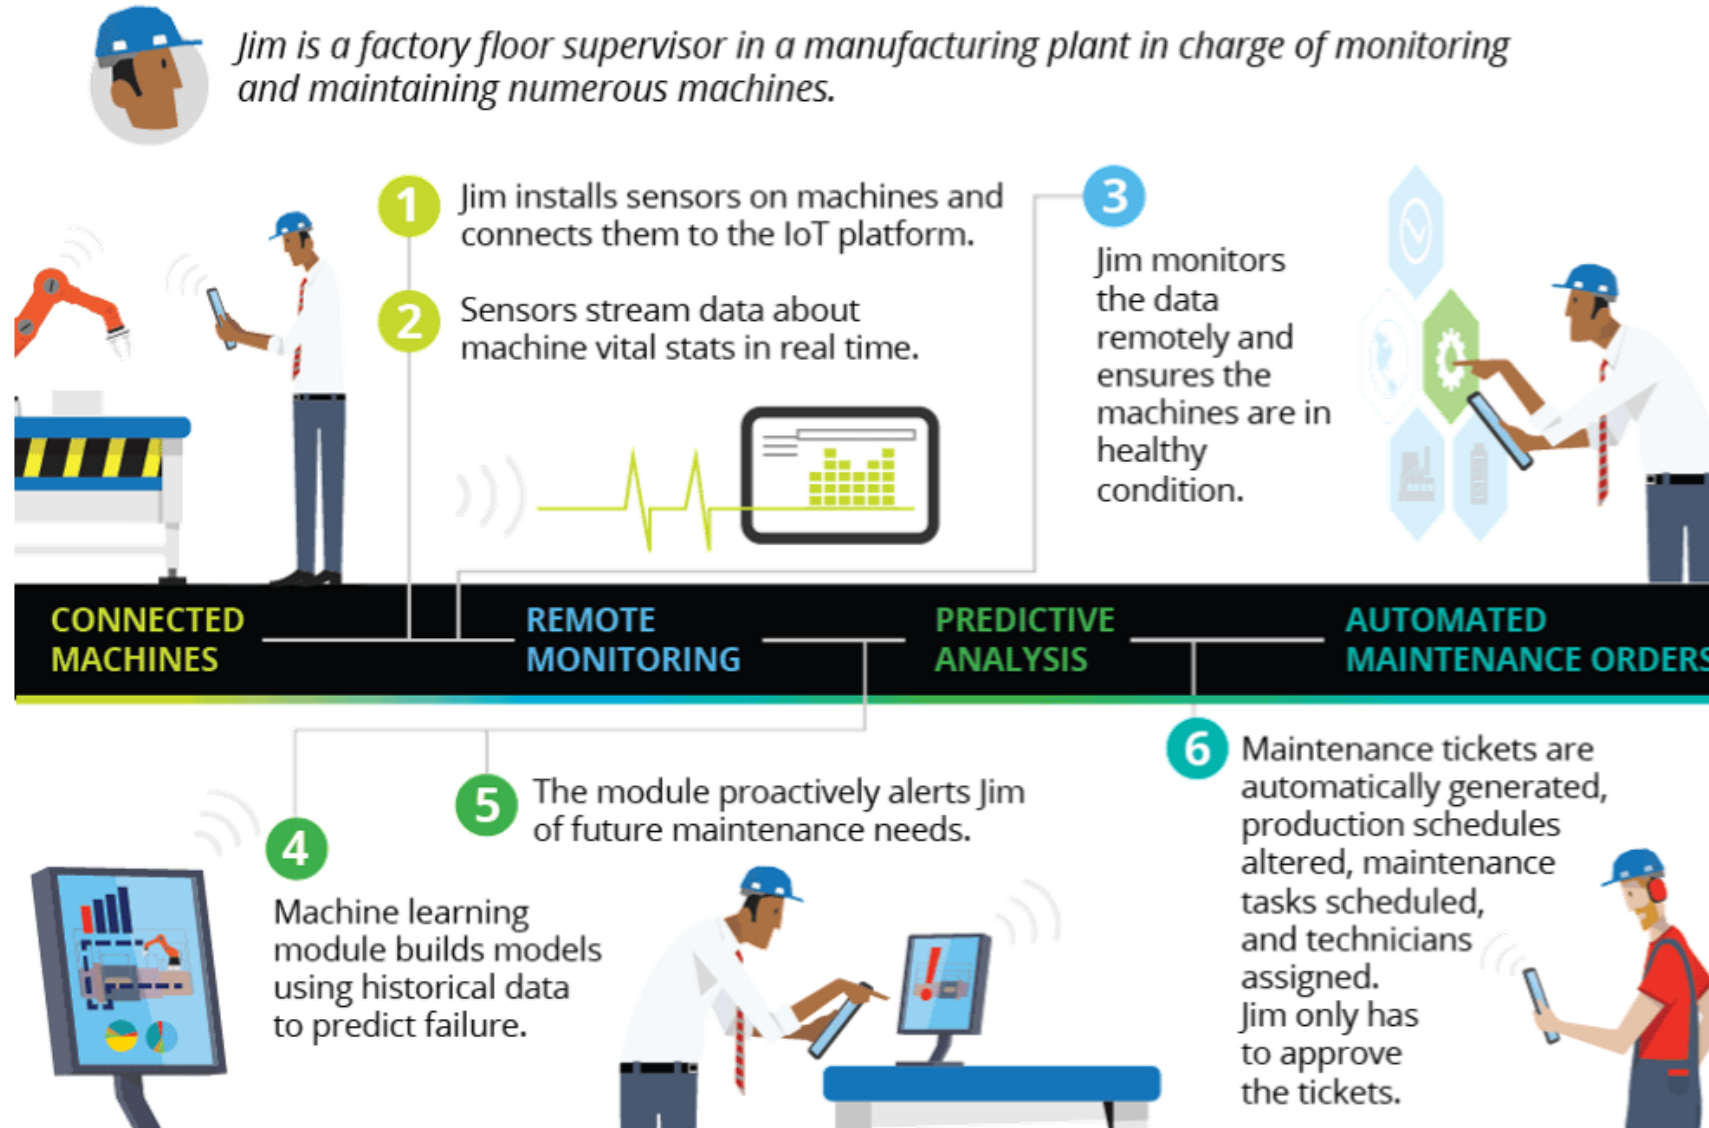 Jim is a factory floor supervisor in a manufacturing plant in charge of monitoring
and maintaining numerous machines.
1
Jim installs sensors on machines and
connects them to the IoT platform.
2
Sensors stream data about
machine vital stats in real time.
3
Jim monitors
the data
remotely and
ensures the
machines are in
healthy
condition.
CONNECTED
MACHINES
REMOTE
MONITORING
PREDICTIVE
ANALYSIS
AUTOMATED
MAINTENANCE ORDERS
4
Machine learning
module builds models
using historical data
to predict failure.
5
The module proactively alerts Jim
of future maintenance needs.
6
Maintenance tickets are
automatically generated,
production schedules
altered, maintenance
tasks scheduled,
and technicians
assigned.
Jim only has
to approve
the tickets.